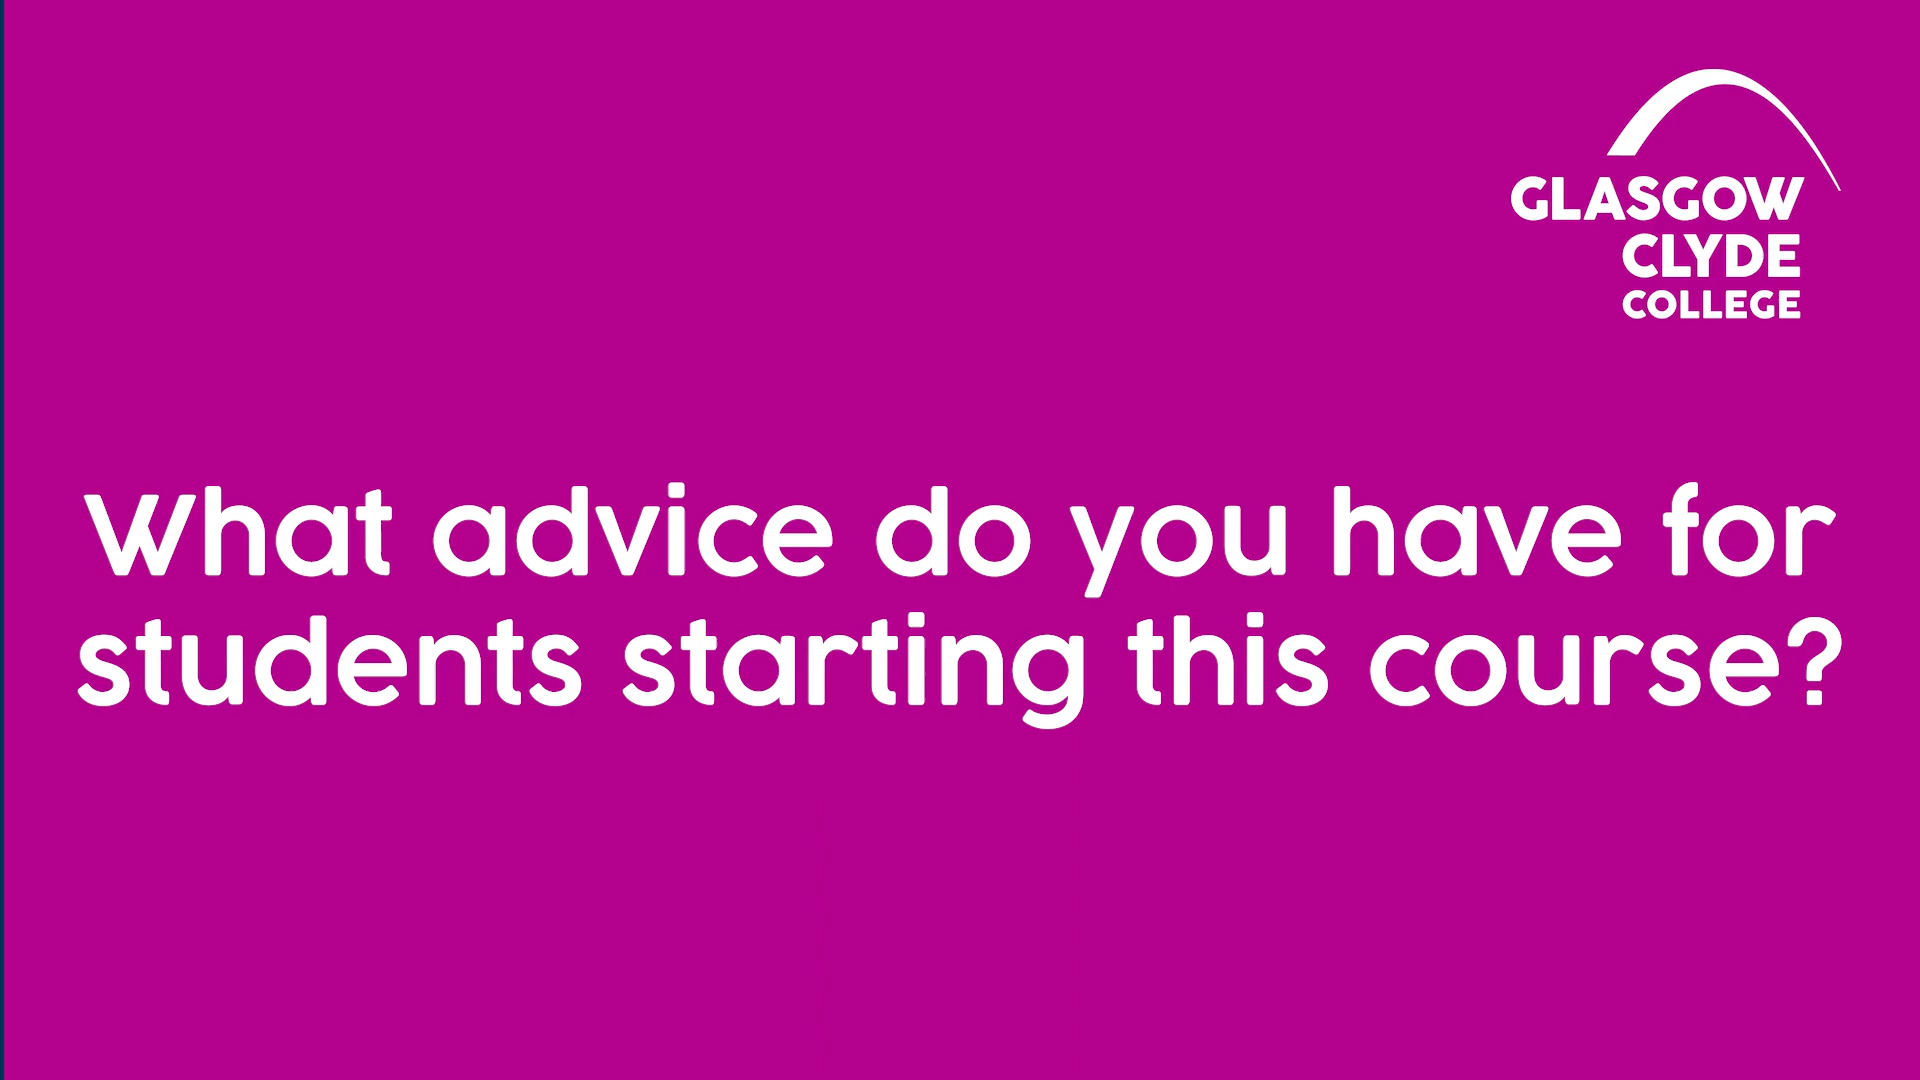 GLASGOW
CLYDE
COLLEGE
What advice do you have for
students starting this course?